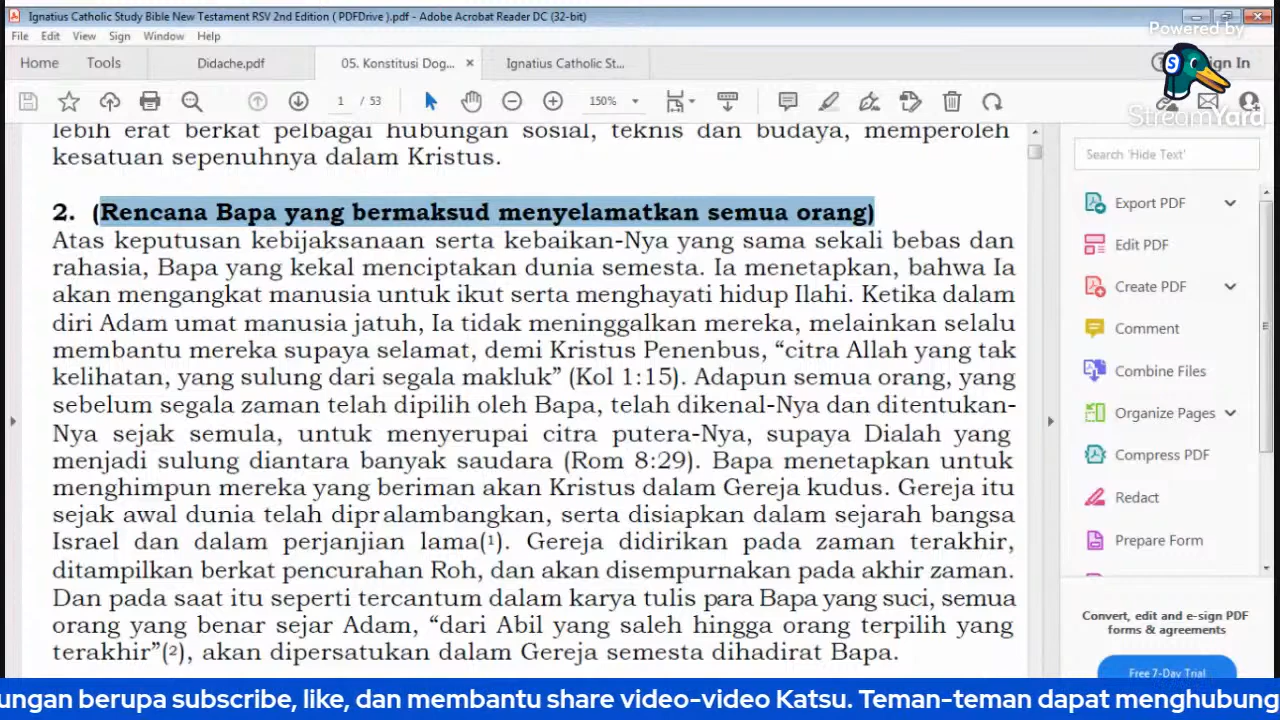 Ignatius Catholic Study Bible New Testament RSV 2nd Edition ( PDFDrive ).pdf - Adobe Acrobat Reader DC (32-bit)
Powered by
File Edit View Sign Window Help
Home Tools Didache.pdf 05. Konstitusi Dog... × Ignatius Catholic St... Sign In
1 / 53 150%
StreamYard
lebih erat berkat pelbagai hubungan sosial, teknis dan budaya, memperoleh
kesatuan sepenuhnya dalam Kristus.
2. (Rencana Bapa yang bermaksud menyelamatkan semua orang)
Atas keputusan kebijaksanaan serta kebaikan-Nya yang sama sekali bebas dan
rahasia, Bapa yang kekal menciptakan dunia semesta. Ia menetapkan, bahwa Ia
akan mengangkat manusia untuk ikut serta menghayati hidup Ilahi. Ketika dalam
diri Adam umat manusia jatuh, Ia tidak meninggalkan mereka, melainkan selalu
membantu mereka supaya selamat, demi Kristus Penenbus, “citra Allah yang tak
kelihatan, yang sulung dari segala makluk” (Kol 1:15). Adapun semua orang, yang
sebelum segala zaman telah dipilih oleh Bapa, telah dikenal-Nya dan ditentukan-
Nya sejak semula, untuk menyerupai citra putera-Nya, supaya Dialah yang
menjadi sulung diantara banyak saudara (Rom 8:29). Bapa menetapkan untuk
menghimpun mereka yang beriman akan Kristus dalam Gereja kudus. Gereja itu
sejak awal dunia telah dipralambangkan, serta disiapkan dalam sejarah bangsa
Israel dan dalam perjanjian lama(¹). Gereja didirikan pada zaman terakhir,
ditampilkan berkat pencurahan Roh, dan akan disempurnakan pada akhir zaman.
Dan pada saat itu seperti tercantum dalam karya tulis para Bapa yang suci, semua
orang yang benar sejar Adam, “dari Abil yang saleh hingga orang terpilih yang
terakhir”(²), akan dipersatukan dalam Gereja semesta dihadirat Bapa.
Search 'Hide Text'
Export PDF
Edit PDF
Create PDF
Comment
Combine Files
Organize Pages
Compress PDF
Redact
Prepare Form
Convert, edit and e-sign PDF
forms & agreements
Free 7-Day Trial
ungan berupa subscribe, like, dan membantu share video-video Katsu. Teman-teman dapat menghubung